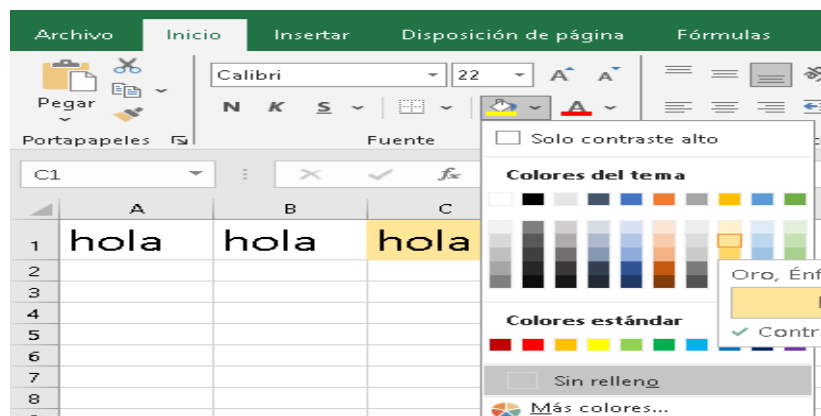 Archivo Inicio Insertar Disposición de página Fórmulas
Calibri 22 A A
Pegar N K S A
Portapapeles Fuente Solo contraste alto
C1 fx Colores del tema
A B C
1 hola hola hola
2
Oro, Énf
3
4
Colores estándar
Contr
5
6
7
Sin relleno
8
Más colores...